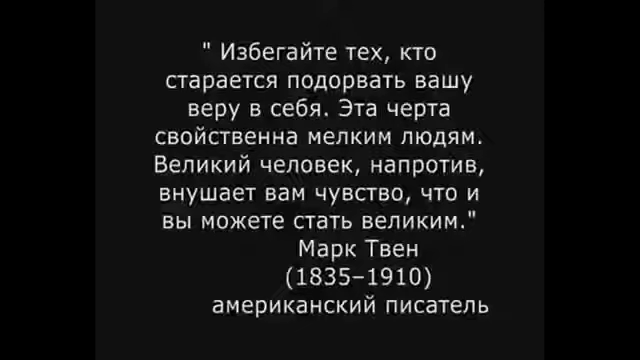 " Избегайте тех, кто
старается подорвать вашу
веру в себя. Эта черта
свойственна мелким людям.
Великий человек, напротив,
внушает вам чувство, что и
вы можете стать великим."
Марк Твен
(1835–1910)
американский писатель